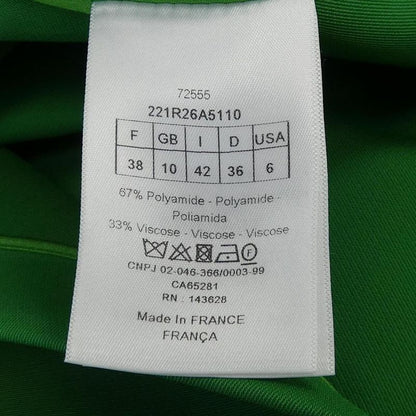 72555
221R26A5110
F GB I D USA
38 10 42 36 6
67% Polyamide - Polyamide -
Poliamida
33% Viscose - Viscose - Viscose
CNPJ 02-046-366/0003-99
CA65281
RN : 143628
Made In FRANCE
FRANÇA